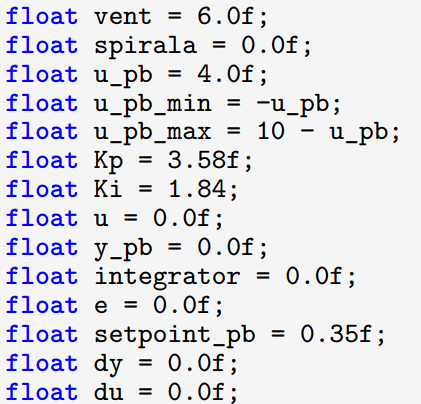 float vent = 6.0f;
float spirala = 0.0f;
float u_pb = 4.0f;
float u_pb_min = -u_pb;
float u_pb_max = 10 - u_pb;
float Kp = 3.58f;
float Ki = 1.84;
float u = 0.0f;
float y_pb = 0.0f;
float integrator = 0.0f;
float e = 0.0f;
float setpoint_pb = 0.35f;
float dy = 0.0f;
float du = 0.0f;